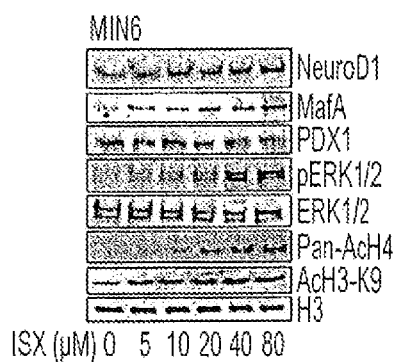 MIN6
NeuroD1
MafA
PDX1
pERK1/2
ERK1/2
Pan-AcH4
AcH3-K9
H3
ISX (µM) 0 5 10 20 40 80